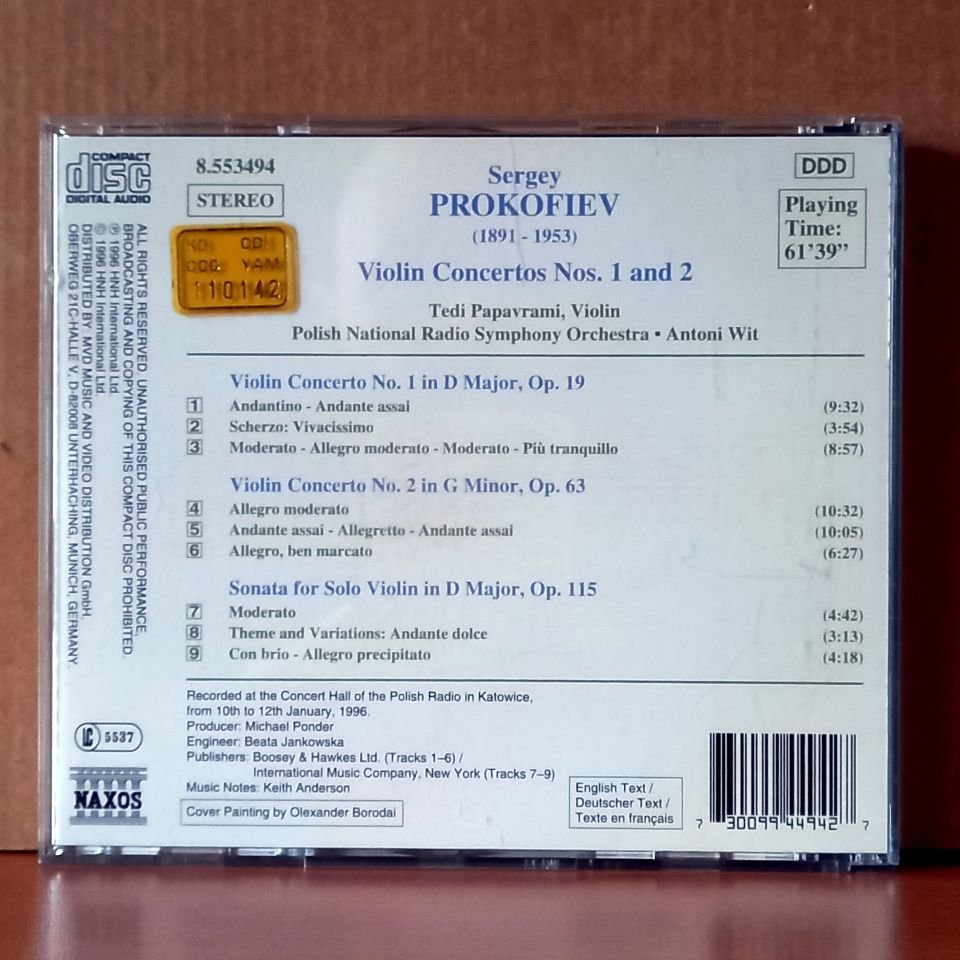 COMPACT
disc
DIGITAL AUDIO
8.553494
STEREO
Sergey
PROKOFIEV
(1891 - 1953)
Violin Concertos Nos. 1 and 2
DDD
Playing
Time:
61'39”
Tedi Papavrami, Violin
Polish National Radio Symphony Orchestra • Antoni Wit
YAM
110142
Violin Concerto No. 1 in D Major, Op. 19
1 Andantino - Andante assai (9:32)
2 Scherzo: Vivacissimo (3:54)
3 Moderato - Allegro moderato - Moderato - Più tranquillo (8:57)
Violin Concerto No. 2 in G Minor, Op. 63
4 Allegro moderato (10:32)
5 Andante assai - Allegretto - Andante assai (10:05)
6 Allegro, ben marcato (6:27)
Sonata for Solo Violin in D Major, Op. 115
7 Moderato (4:42)
8 Theme and Variations: Andante dolce (3:13)
9 Con brio - Allegro precipitato (4:18)
Recorded at the Concert Hall of the Polish Radio in Katowice,
from 10th to 12th January, 1996.
Producer: Michael Ponder
Engineer: Beata Jankowska
Publishers: Boosey & Hawkes Ltd. (Tracks 1–6) /
International Music Company, New York (Tracks 7–9)
Music Notes: Keith Anderson
Cover Painting by Olexander Borodai
English Text /
Deutscher Text /
Texte en français
7 30099 44942 7
ALL RIGHTS RESERVED. UNAUTHORISED PUBLIC PERFORMANCE,
BROADCASTING AND COPYING OF THIS COMPACT DISC PROHIBITED.
℗ 1996 HNH International Ltd.
© 1996 HNH International Ltd.
DISTRIBUTED BY: MVD MUSIC AND VIDEO DISTRIBUTION GmbH,
OBERWEG 21C-HALLE V, D-82008 UNTERHACHING, MUNICH, GERMANY.
LC 5537
NAXOS